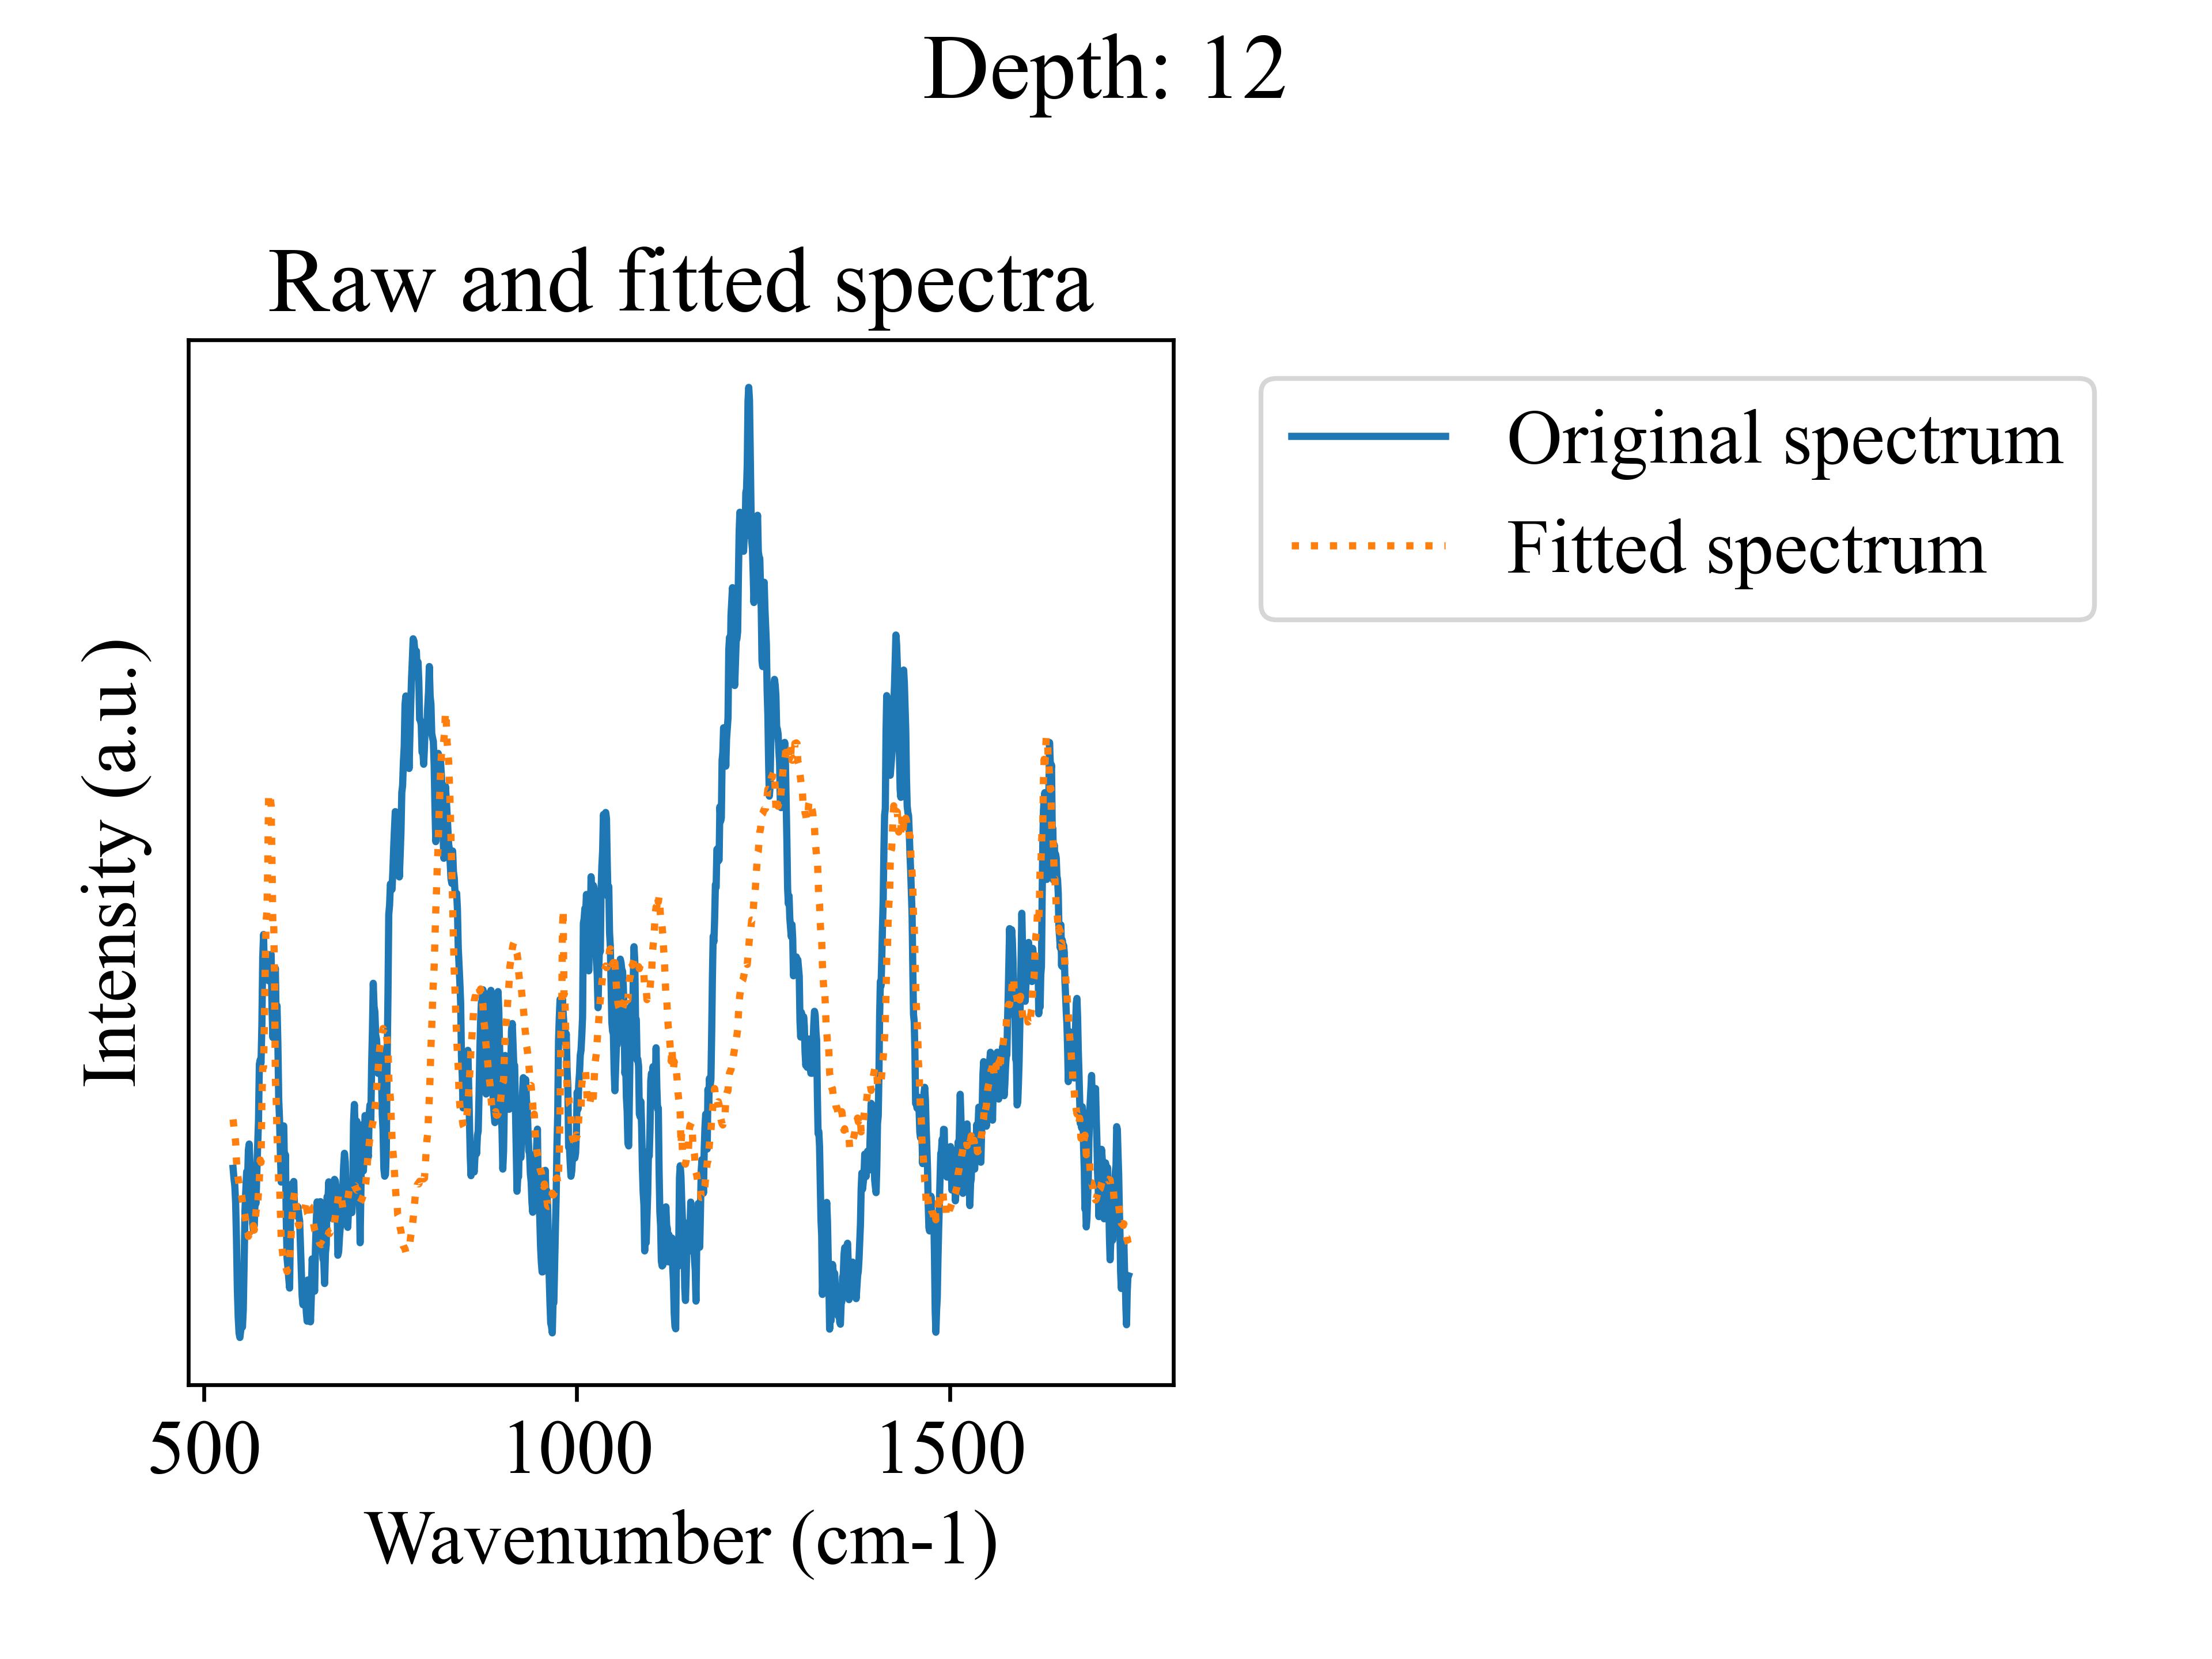 Depth: 12
Raw and fitted spectra
Original spectrum
Fitted spectrum
Intensity (a.u.)
500 1000 1500
Wavenumber (cm-1)